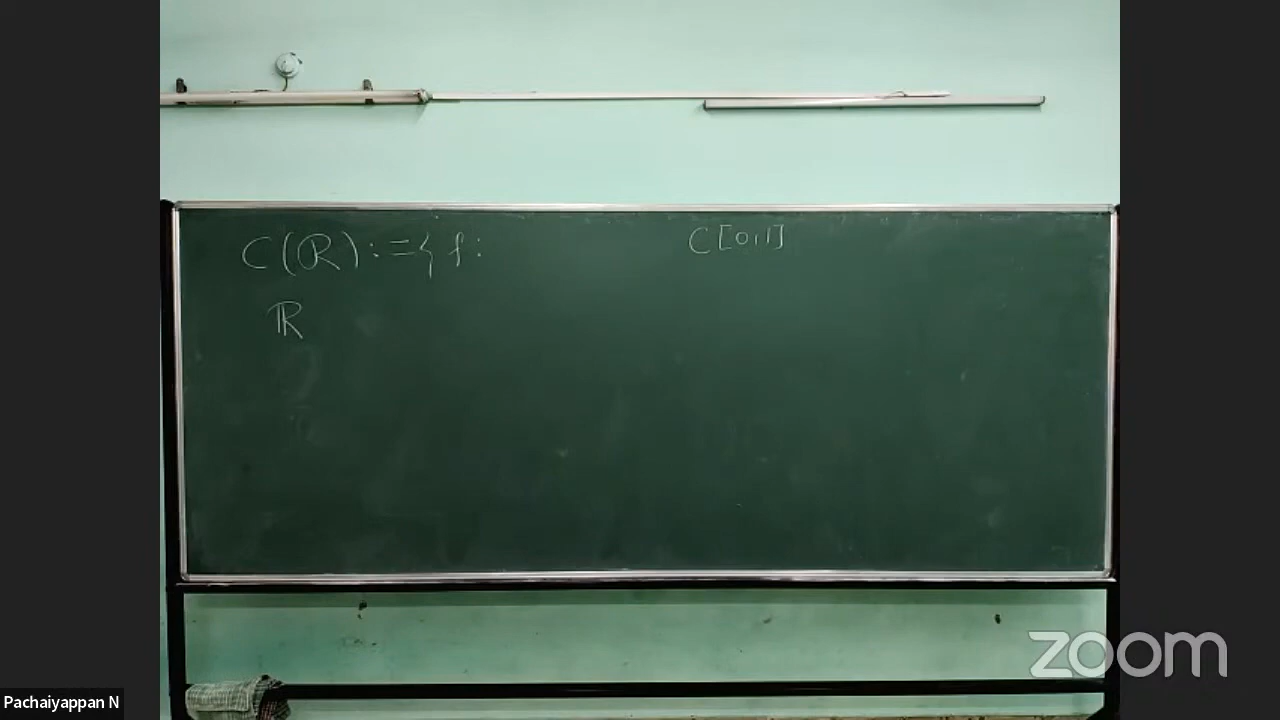 C(ℝ) := { f :
C[0,1]
ℝ
zoom
Pachaiyappan N